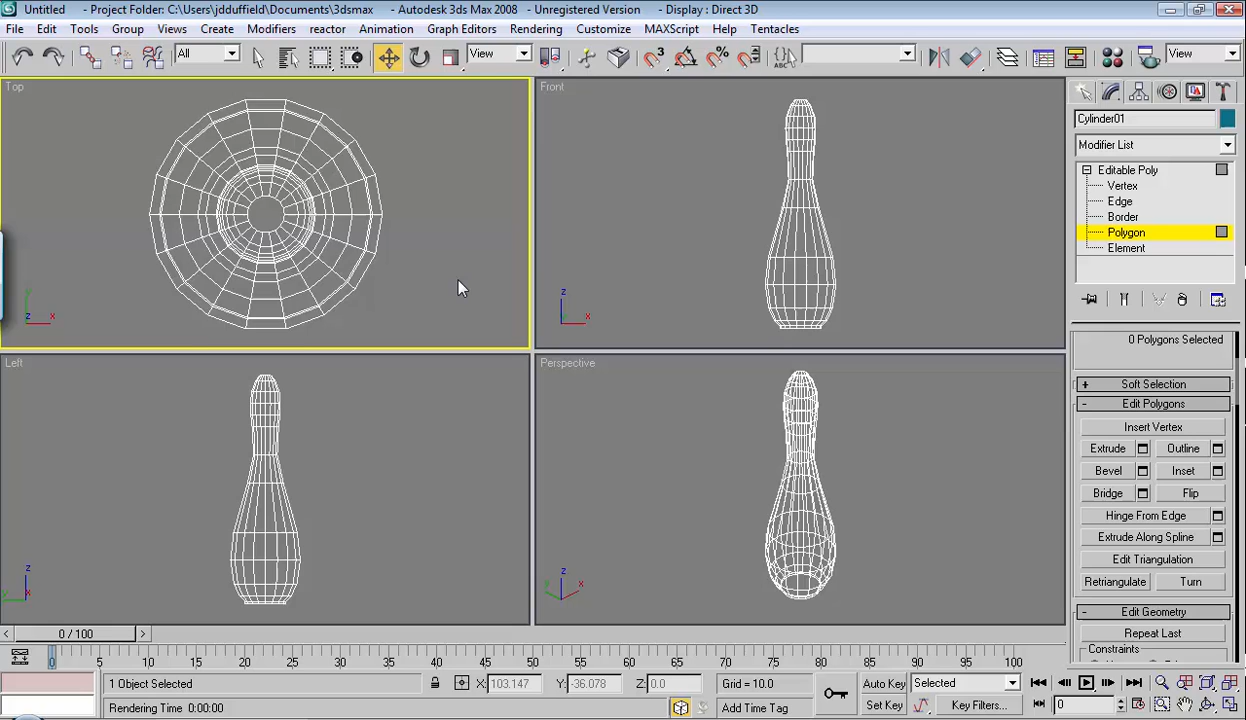 Untitled - Project Folder: C:\Users\jdduffield\Documents\3dsmax - Autodesk 3ds Max 2008 - Unregistered Version - Display : Direct 3D
File Edit Tools Group Views Create Modifiers reactor Animation Graph Editors Rendering Customize MAXScript Help Tentacles
All View View
Top
Front
Left
Perspective
Cylinder01
Modifier List
Editable Poly
Vertex
Edge
Border
Polygon
Element
0 Polygons Selected
+ Soft Selection
- Edit Polygons
Insert Vertex
Extrude Outline
Bevel Inset
Bridge Flip
Hinge From Edge
Extrude Along Spline
Edit Triangulation
Retriangulate Turn
- Edit Geometry
Repeat Last
Constraints
z y x
z x
z y x
z y x
< 0 / 100 >
0 5 10 15 20 25 30 35 40 45 50 55 60 65 70 75 80 85 90 95 100
1 Object Selected X: 103.147 Y: -36.078 Z: 0.0 Grid = 10.0 Auto Key Selected
Rendering Time 0:00:00 Add Time Tag Set Key Key Filters... 0